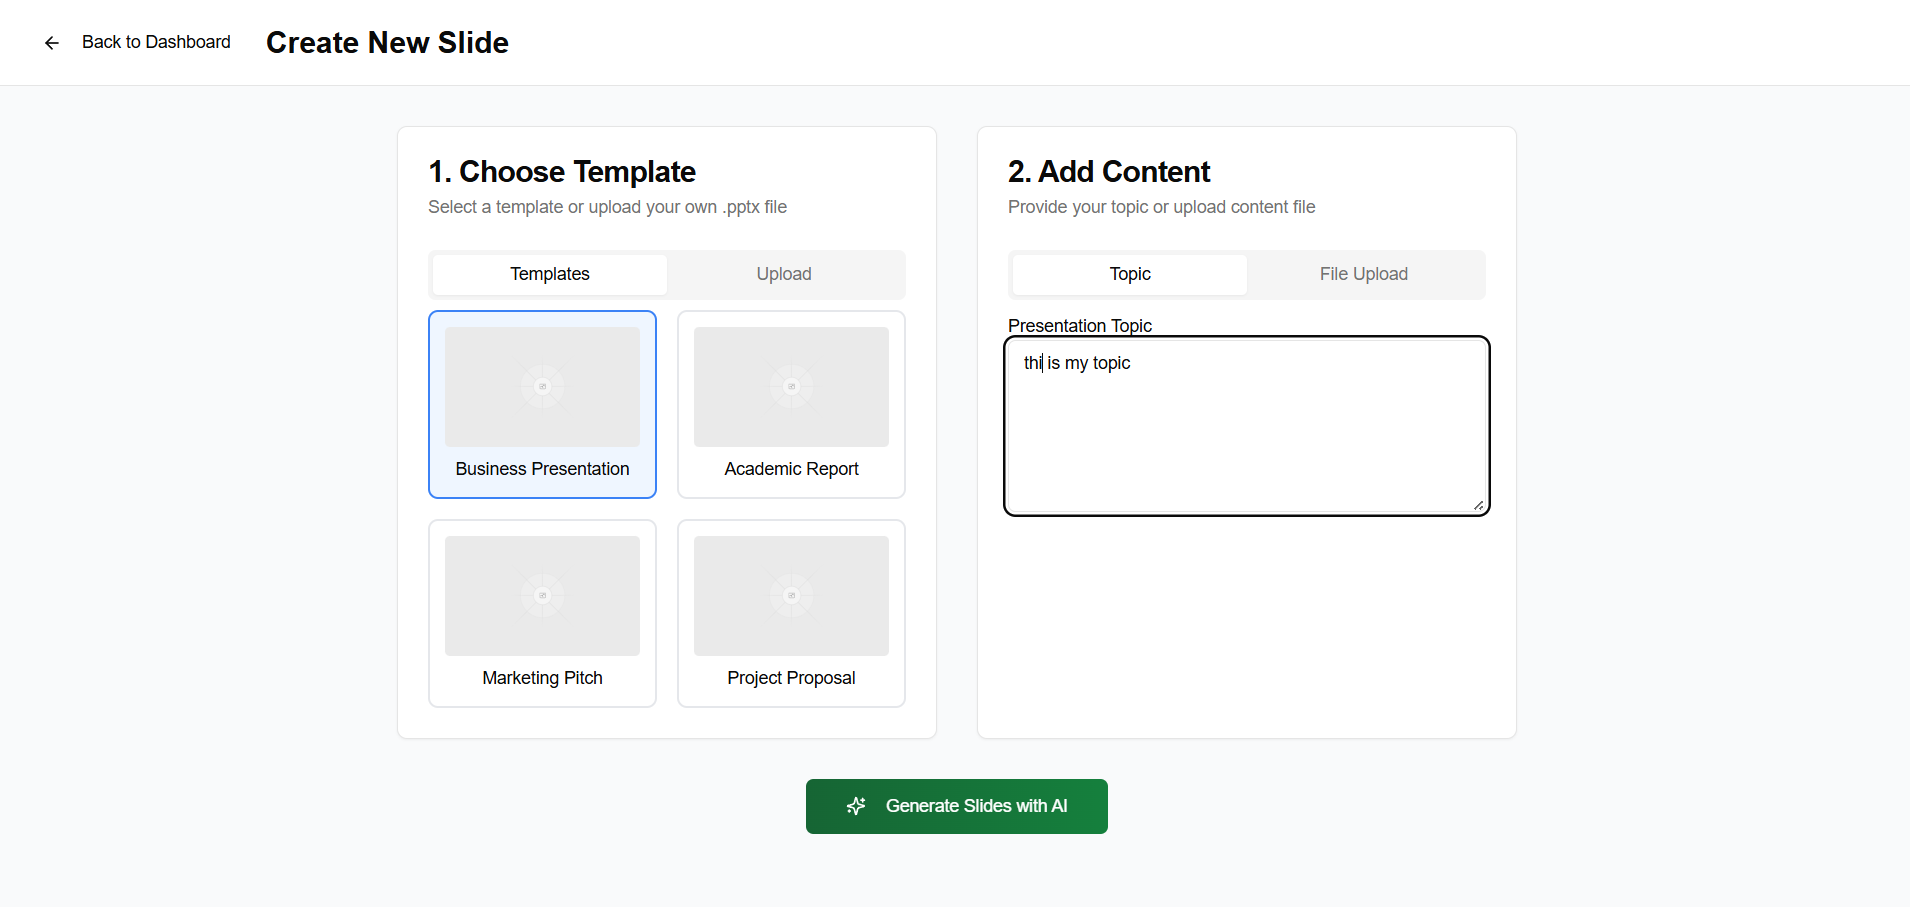 Back to Dashboard
Create New Slide
1. Choose Template
Select a template or upload your own .pptx file
Templates
Upload
Business Presentation
Academic Report
Marketing Pitch
Project Proposal
2. Add Content
Provide your topic or upload content file
Topic
File Upload
Presentation Topic
thi is my topic
Generate Slides with AI